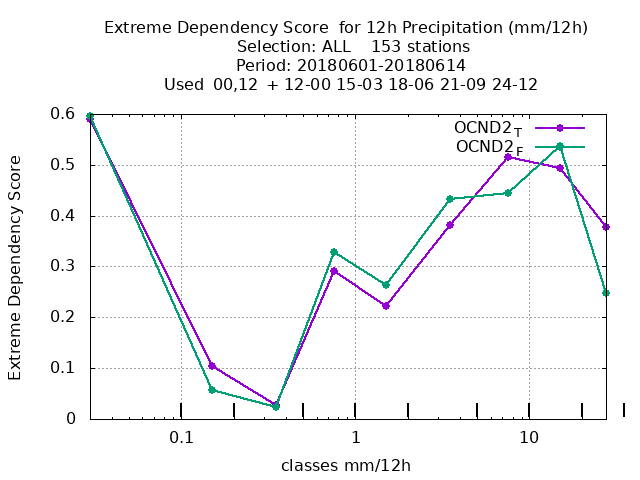 Extreme Dependency Score  for 12h Precipitation (mm/12h)
Selection: ALL    153 stations
Period: 20180601-20180614
Used  00,12  + 12-00 15-03 18-06 21-09 24-12
OCND2T
OCND2F
Extreme Dependency Score
0.6
0.5
0.4
0.3
0.2
0.1
0
0.1
1
10
classes mm/12h